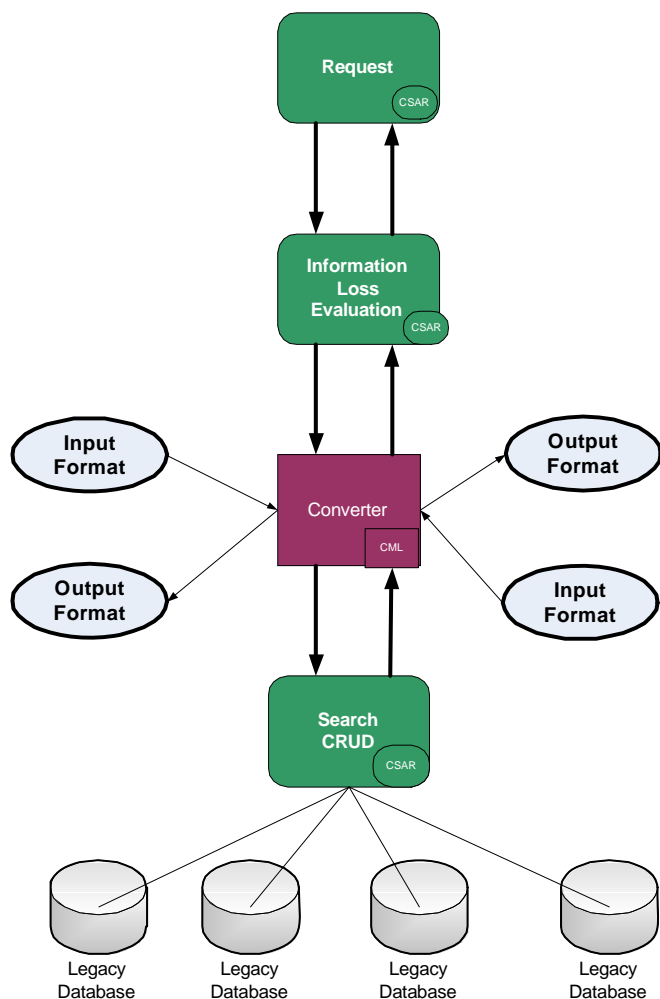 Request
CSAR
Information
Loss
Evaluation
CSAR
Input
Format
Output
Format
Converter
CML
Output
Format
Input
Format
Search
CRUD
CSAR
Legacy
Database
Legacy
Database
Legacy
Database
Legacy
Database